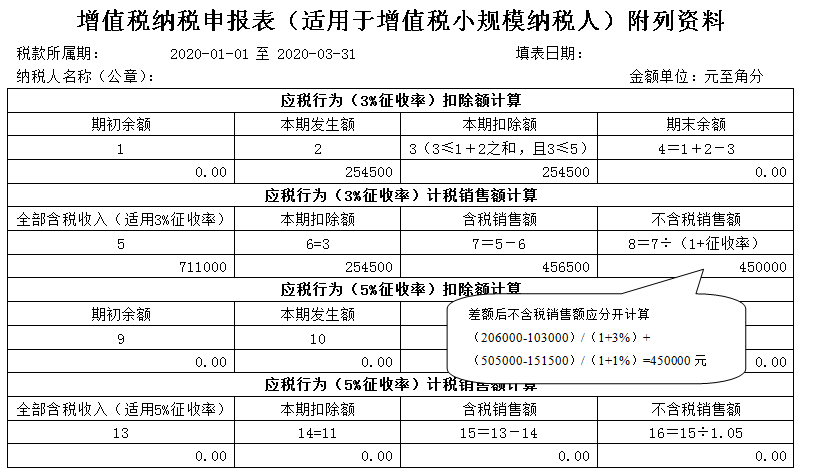 增值税纳税申报表（适用于增值税小规模纳税人）附列资料
税款所属期： 2020-01-01 至 2020-03-31 填表日期：
纳税人名称（公章）： 金额单位：元至角分
应税行为（3%征收率）扣除额计算
期初余额 本期发生额 本期扣除额 期末余额
1 2 3（3≤1＋2之和，且3≤5） 4＝1＋2－3
0.00 254500 254500 0.00
应税行为（3%征收率）计税销售额计算
全部含税收入（适用3%征收率） 本期扣除额 含税销售额 不含税销售额
5 6=3 7＝5－6 8＝7÷（1+征收率）
711000 254500 456500 450000
应税行为（5%征收率）扣除额计算
期初余额 本期发生额
9 10
0.00 0.00 0.00
差额后不含税销售额应分开计算
（206000-103000）/（1+3%）+
（505000-151500）/（1+1%）=450000 元
应税行为（5%征收率）计税销售额计算
全部含税收入（适用5%征收率） 本期扣除额 含税销售额 不含税销售额
13 14=11 15＝13－14 16＝15÷1.05
0.00 0.00 0.00 0.00